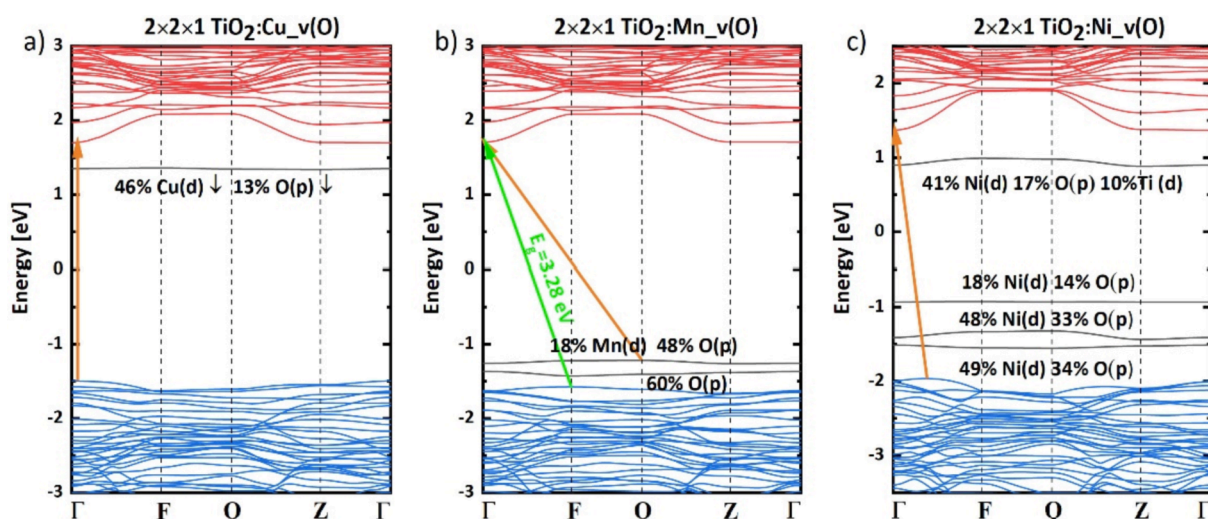 a)
2×2×1 TiO₂:Cu_v(O)
Energy [eV]
3
2
1
0
-1
-2
-3
46% Cu(d) ↓ 13% O(p) ↓
Γ F Q Z Γ
b)
2×2×1 TiO₂:Mn_v(O)
Energy [eV]
3
2
1
0
-1
-2
-3
E_g=3.28 eV
18% Mn(d) 48% O(p)
60% O(p)
Γ F Q Z Γ
c)
2×2×1 TiO₂:Ni_v(O)
Energy [eV]
2
1
0
-1
-2
-3
41% Ni(d) 17% O(p) 10%Ti (d)
18% Ni(d) 14% O(p)
48% Ni(d) 33% O(p)
49% Ni(d) 34% O(p)
Γ F Q Z Γ